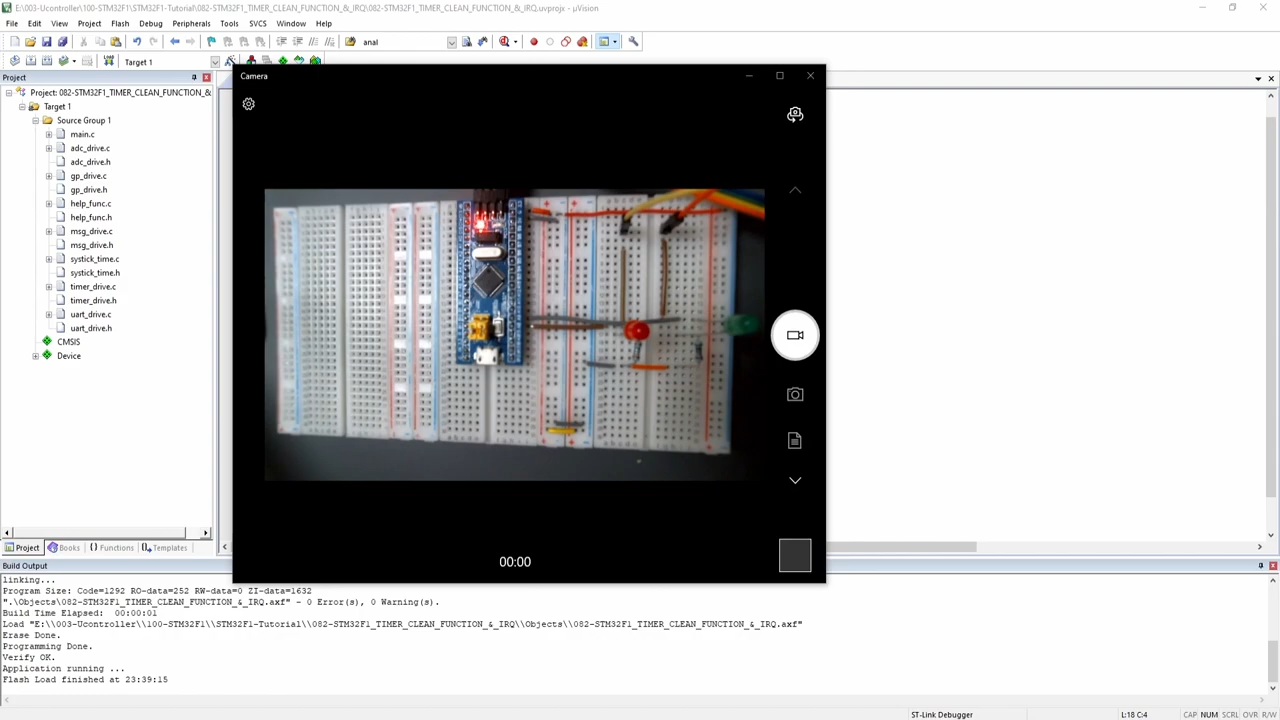 E:\003-Ucontroller\100-STM32F1\STM32F1-Tutorial\082-STM32F1_TIMER_CLEAN_FUNCTION_&_IRQ\082-STM32F1_TIMER_CLEAN_FUNCTION_&_IRQ.uvprojx - µVision
File Edit View Project Flash Debug Peripherals Tools SVCS Window Help
anal
Target 1
Project
Project: 082-STM32F1_TIMER_CLEAN_FUNCTION_&
Target 1
Source Group 1
main.c
adc_drive.c
adc_drive.h
gp_drive.c
gp_drive.h
help_func.c
help_func.h
msg_drive.c
msg_drive.h
systick_time.c
systick_time.h
timer_drive.c
timer_drive.h
uart_drive.c
uart_drive.h
CMSIS
Device
Project Books {} Functions Templates
Camera
00:00
Build Output
linking...
Program Size: Code=1292 RO-data=252 RW-data=0 ZI-data=1632
".\Objects\082-STM32F1_TIMER_CLEAN_FUNCTION_&_IRQ.axf" - 0 Error(s), 0 Warning(s).
Build Time Elapsed:  00:00:01
Load "E:\\003-Ucontroller\\100-STM32F1\\STM32F1-Tutorial\\082-STM32F1_TIMER_CLEAN_FUNCTION_&_IRQ\\Objects\\082-STM32F1_TIMER_CLEAN_FUNCTION_&_IRQ.axf"
Erase Done.
Programming Done.
Verify OK.
Application running ...
Flash Load finished at 23:39:15
ST-Link Debugger L:18 C:4 CAP NUM SCRL OVR R/W